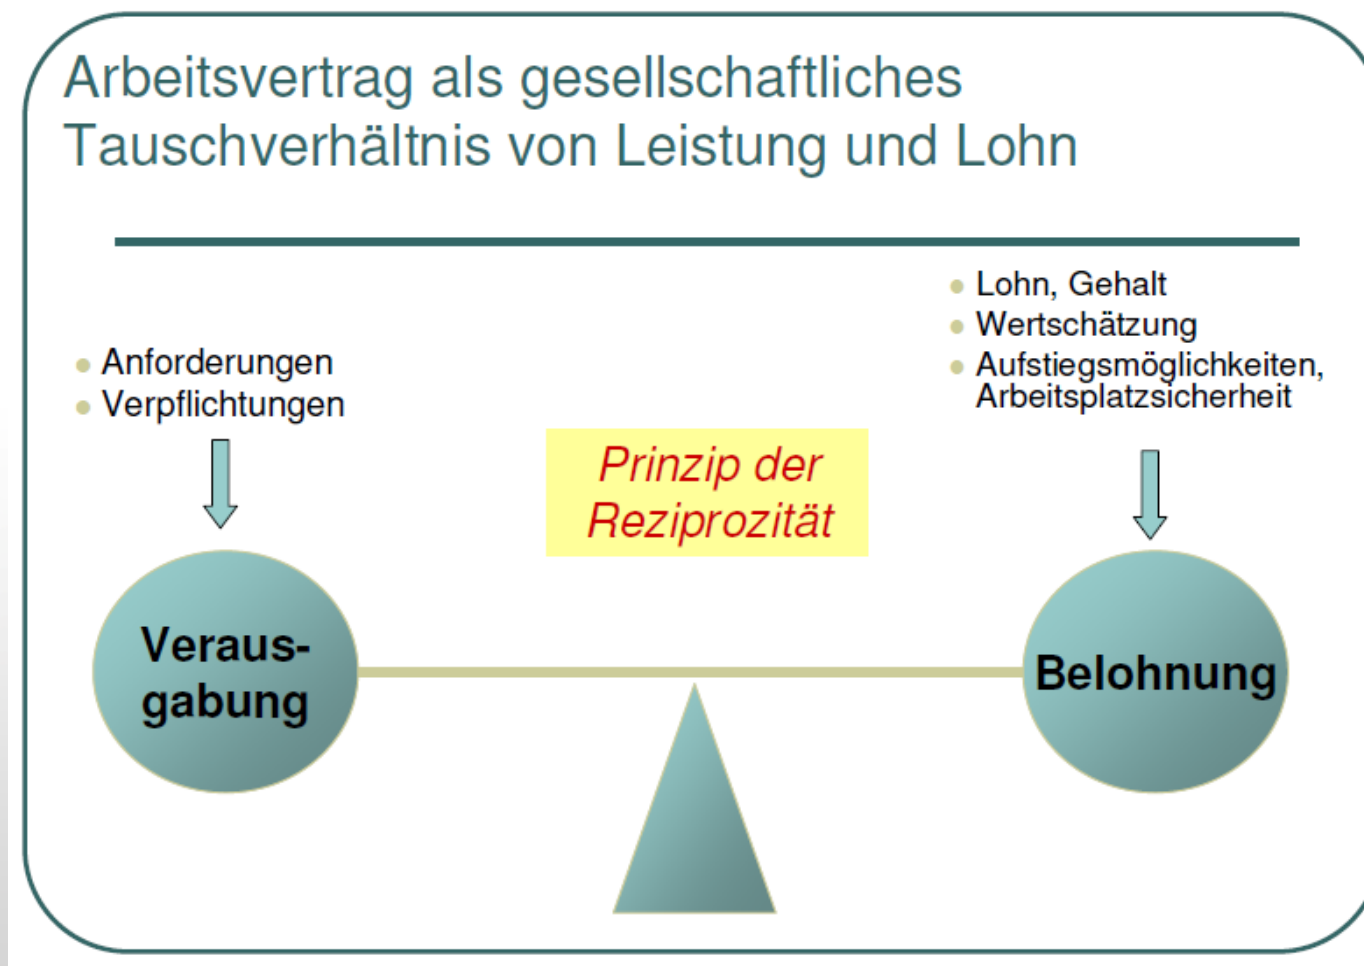 Arbeitsvertrag als gesellschaftliches
Tauschverhältnis von Leistung und Lohn
Anforderungen
Verpflichtungen
Lohn, Gehalt
Wertschätzung
Aufstiegsmöglichkeiten,
Arbeitsplatzsicherheit
Prinzip der
Reziprozität
Veraus-
gabung
Belohnung